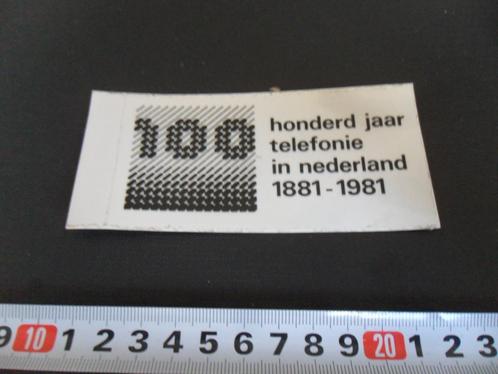 100
honderd jaar
telefonie
in nederland
1881-1981
9 10 1 2 3 4 5 6 7 8 9 20 1 2 3